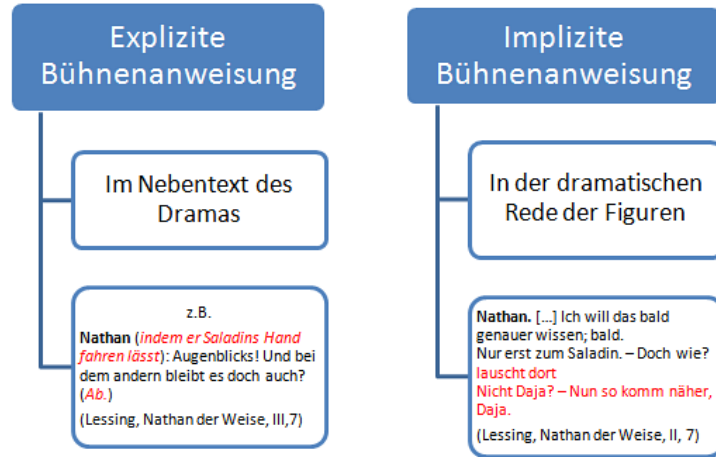 Explizite
Bühnenanweisung
Im Nebentext des
Dramas
z.B.
Nathan (indem er Saladins Hand
fahren lässt): Augenblicks! Und bei
dem andern bleibt es doch auch?
(Ab.)
(Lessing, Nathan der Weise, III,7)
Implizite
Bühnenanweisung
In der dramatischen
Rede der Figuren
Nathan. [...] Ich will das bald
genauer wissen; bald.
Nur erst zum Saladin. – Doch wie?
lauscht dort
Nicht Daja? – Nun so komm näher,
Daja.
(Lessing, Nathan der Weise, II, 7)